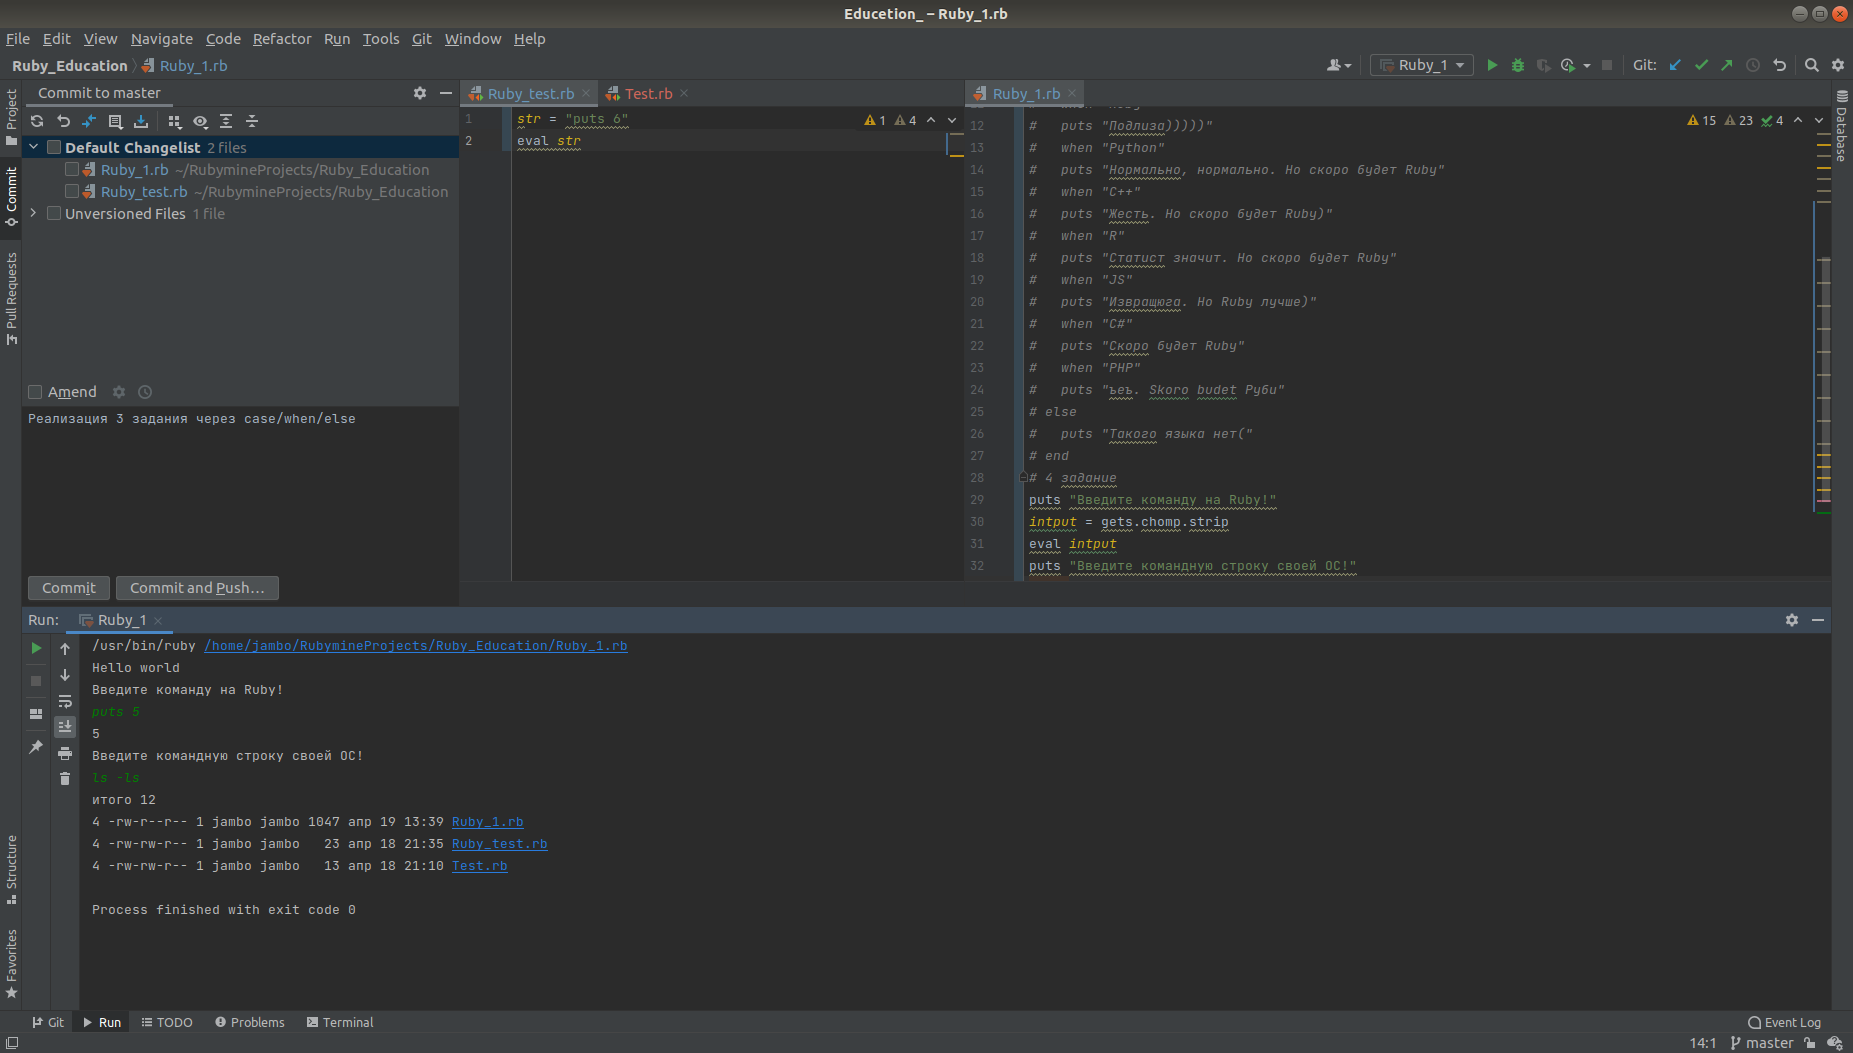 Educetion_ – Ruby_1.rb
File Edit View Navigate Code Refactor Run Tools Git Window Help
Ruby_Education Ruby_1.rb
Ruby_1
Git:
Project
Commit
Pull Requests
Structure
Favorites
Database
Commit to master
Default Changelist 2 files
Ruby_1.rb ~/RubymineProjects/Ruby_Education
Ruby_test.rb ~/RubymineProjects/Ruby_Education
Unversioned Files 1 file
Amend
Реализация 3 задания через case/when/else
Commit
Commit and Push...
Ruby_test.rb Test.rb
1 str = "puts 6"
2 eval str
1 4
Ruby_1.rb
15 23 4
12 #   puts "Подлиза)))))"
13 #   when "Python"
14 #   puts "Нормально, нормально. Но скоро будет Ruby"
15 #   when "C++"
16 #   puts "Жесть. Но скоро будет Ruby)"
17 #   when "R"
18 #   puts "Статист значит. Но скоро будет Ruby"
19 #   when "JS"
20 #   puts "Извращюга. Но Ruby лучше)"
21 #   when "C#"
22 #   puts "Скоро будет Ruby"
23 #   when "PHP"
24 #   puts "ъеъ. Skoro budet Руби"
25 # else
26 #   puts "Такого языка нет("
27 # end
28 # 4 задание
29 puts "Введите команду на Ruby!"
30 intput = gets.chomp.strip
31 eval intput
32 puts "Введите командную строку своей ОС!"
Run: Ruby_1
/usr/bin/ruby /home/jambo/RubymineProjects/Ruby_Education/Ruby_1.rb
Hello world
Введите команду на Ruby!
puts 5
5
Введите командную строку своей ОС!
ls -ls
итого 12
4 -rw-r--r-- 1 jambo jambo 1047 апр 19 13:39 Ruby_1.rb
4 -rw-rw-r-- 1 jambo jambo   23 апр 18 21:35 Ruby_test.rb
4 -rw-rw-r-- 1 jambo jambo   13 апр 18 21:10 Test.rb
Process finished with exit code 0
Git Run TODO Problems Terminal
Event Log
14:1 master